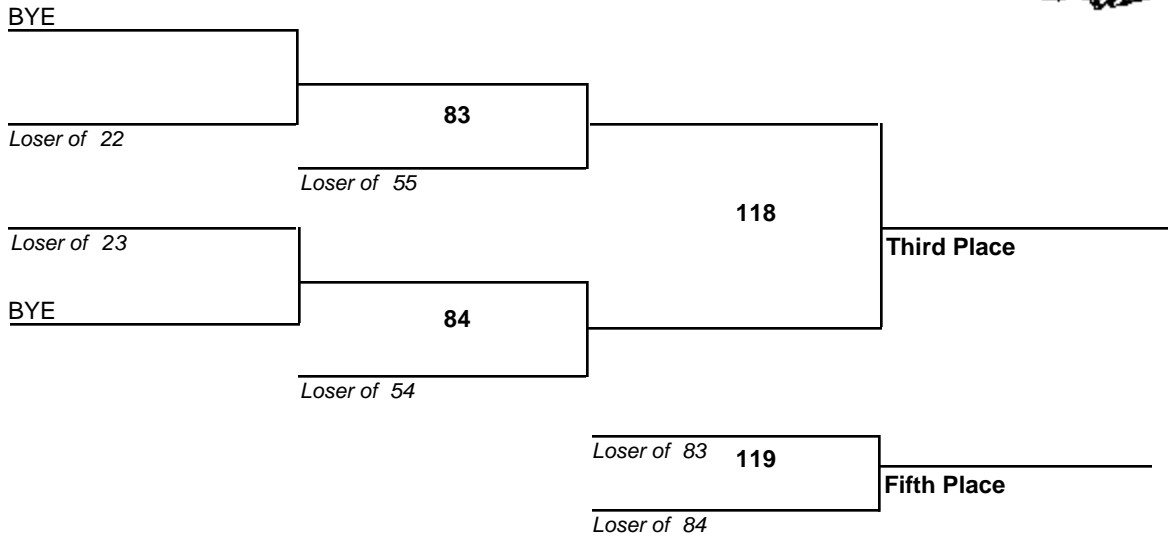 BYE
83
Loser of 22
Loser of 55
118
Loser of 23
Third Place
BYE
84
Loser of 54
Loser of 83
119
Fifth Place
Loser of 84